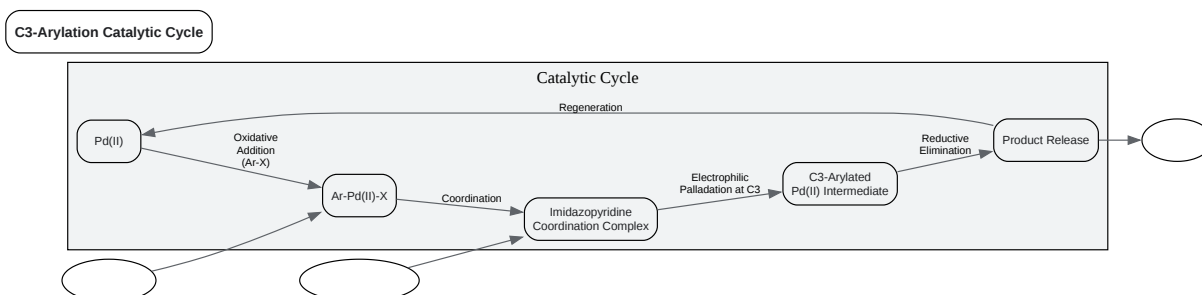 C3-Arylation Catalytic Cycle
Catalytic Cycle
Regeneration
Pd(II)
Oxidative
Addition
(Ar-X)
Ar-Pd(II)-X
Coordination
Imidazopyridine
Coordination Complex
Electrophilic
Palladation at C3
C3-Arylated
Pd(II) Intermediate
Reductive
Elimination
Product Release